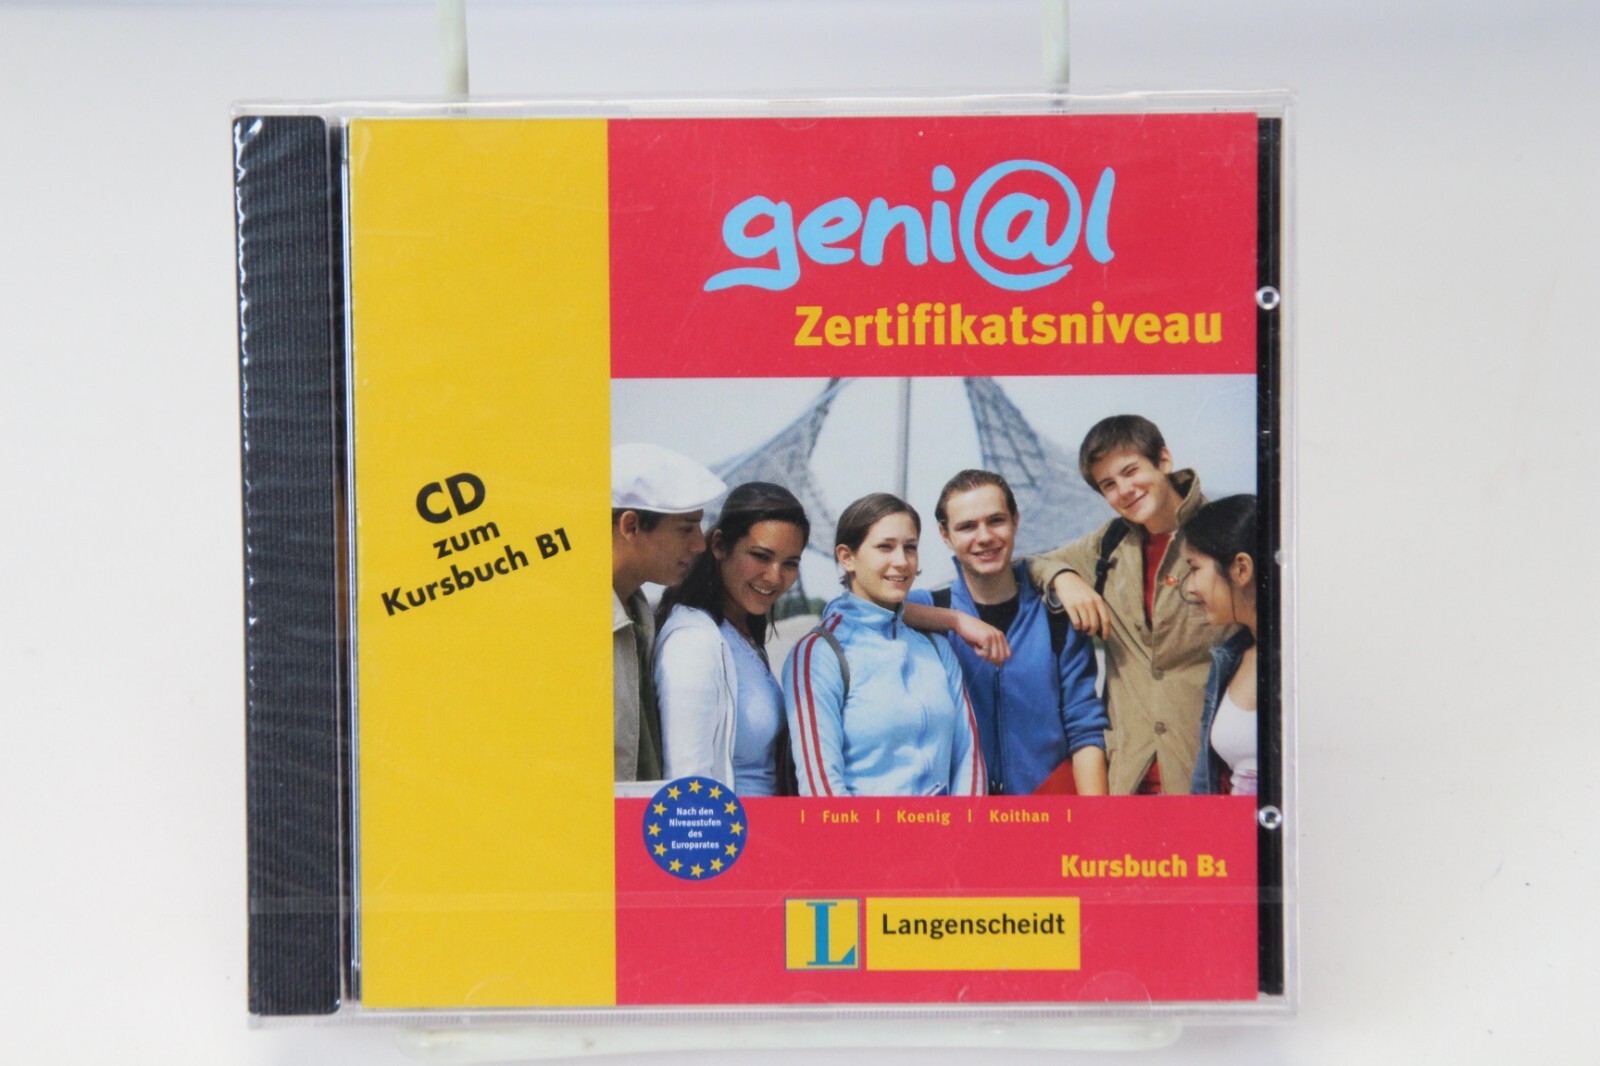 geni@l
Zertifikatsniveau
CD
zum
Kursbuch B1
Nach den
Niveaustufen
des
Europarates
| Funk | Koenig | Koithan |
Kursbuch B1
L
Langenscheidt